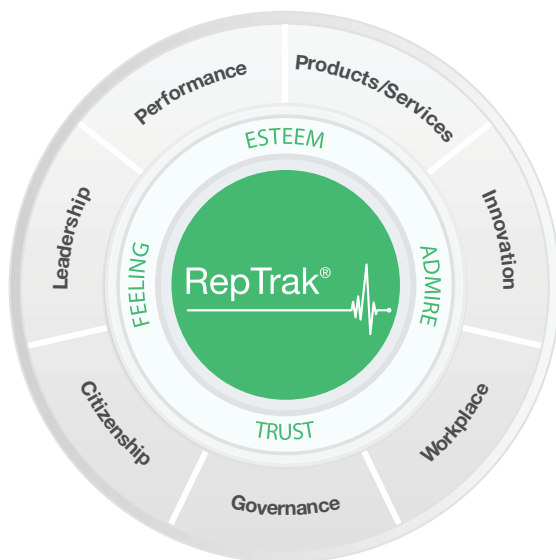 Performance
Products/Services
Innovation
Workplace
Governance
Citizenship
Leadership
ESTEEM
ADMIRE
TRUST
FEELING
RepTrak®